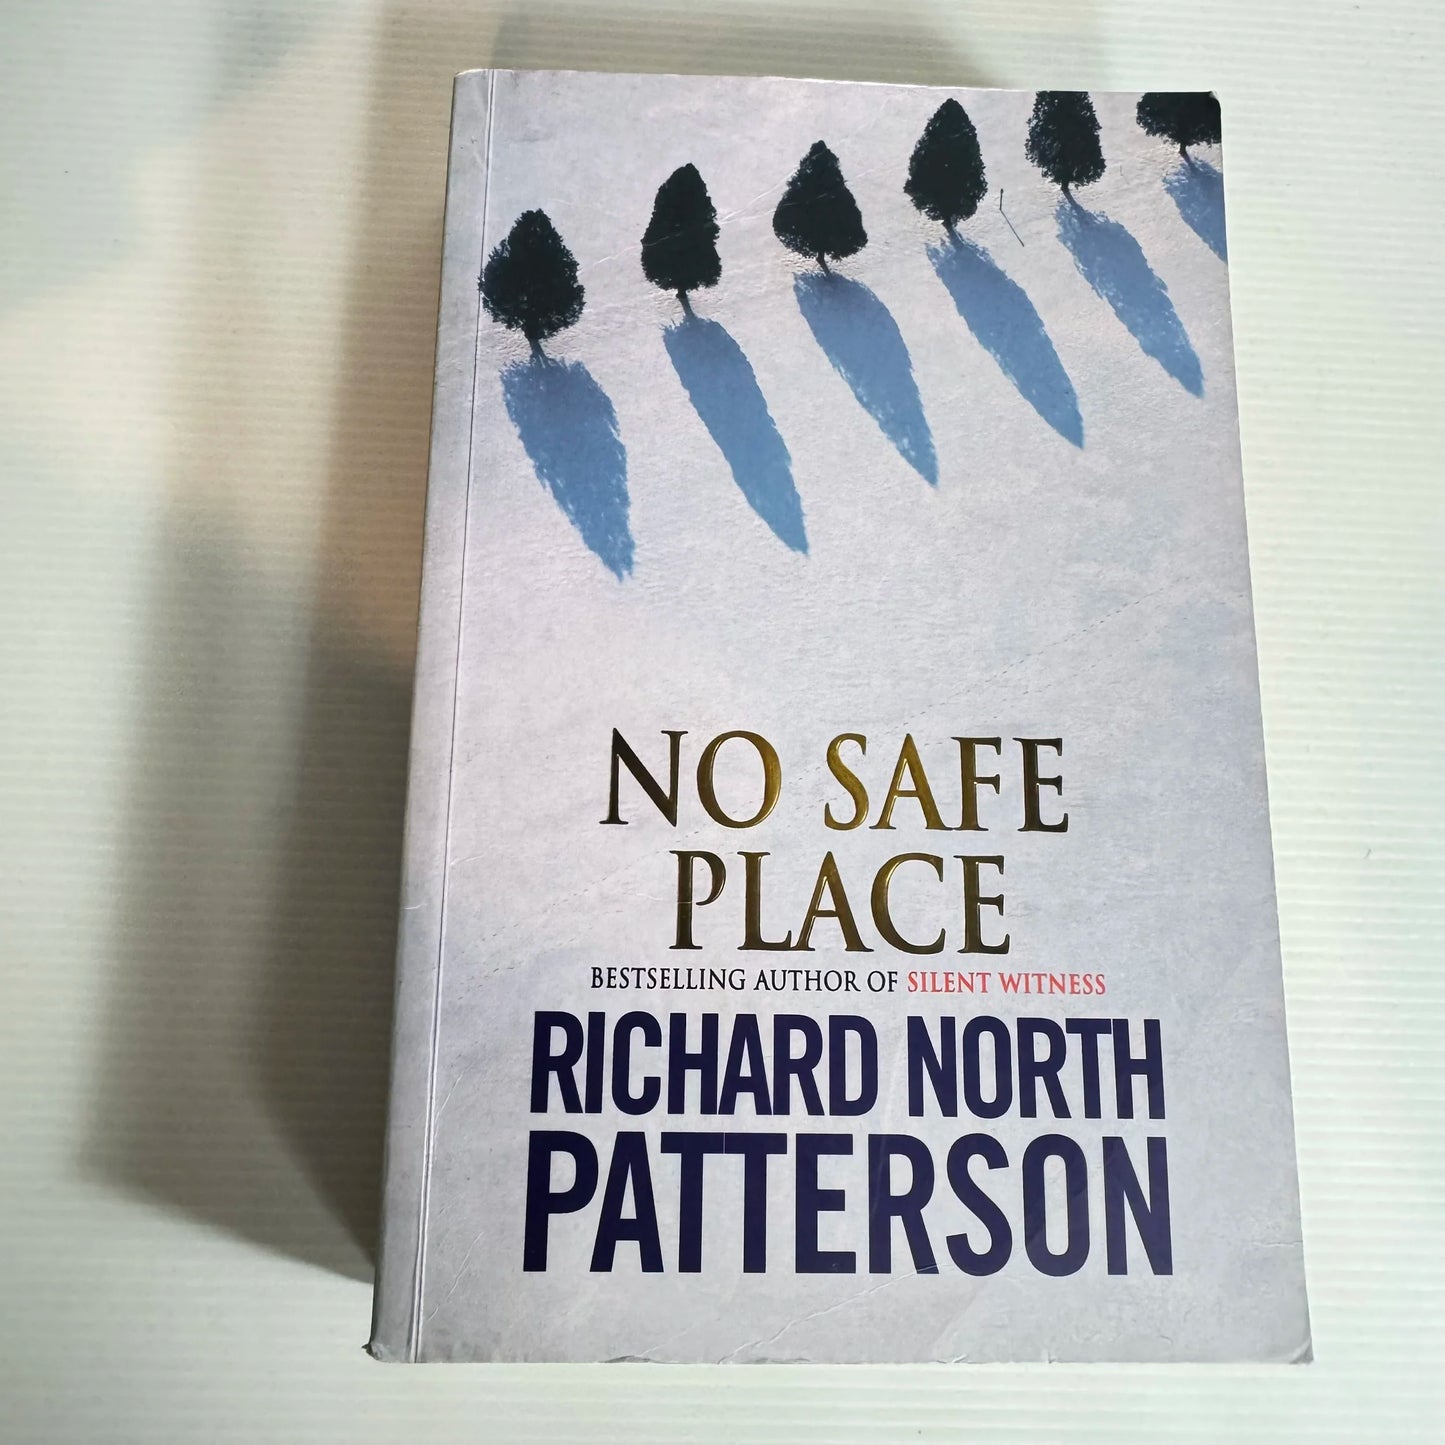 NO SAFE
PLACE
BESTSELLING AUTHOR OF SILENT WITNESS
RICHARD NORTH
PATTERSON